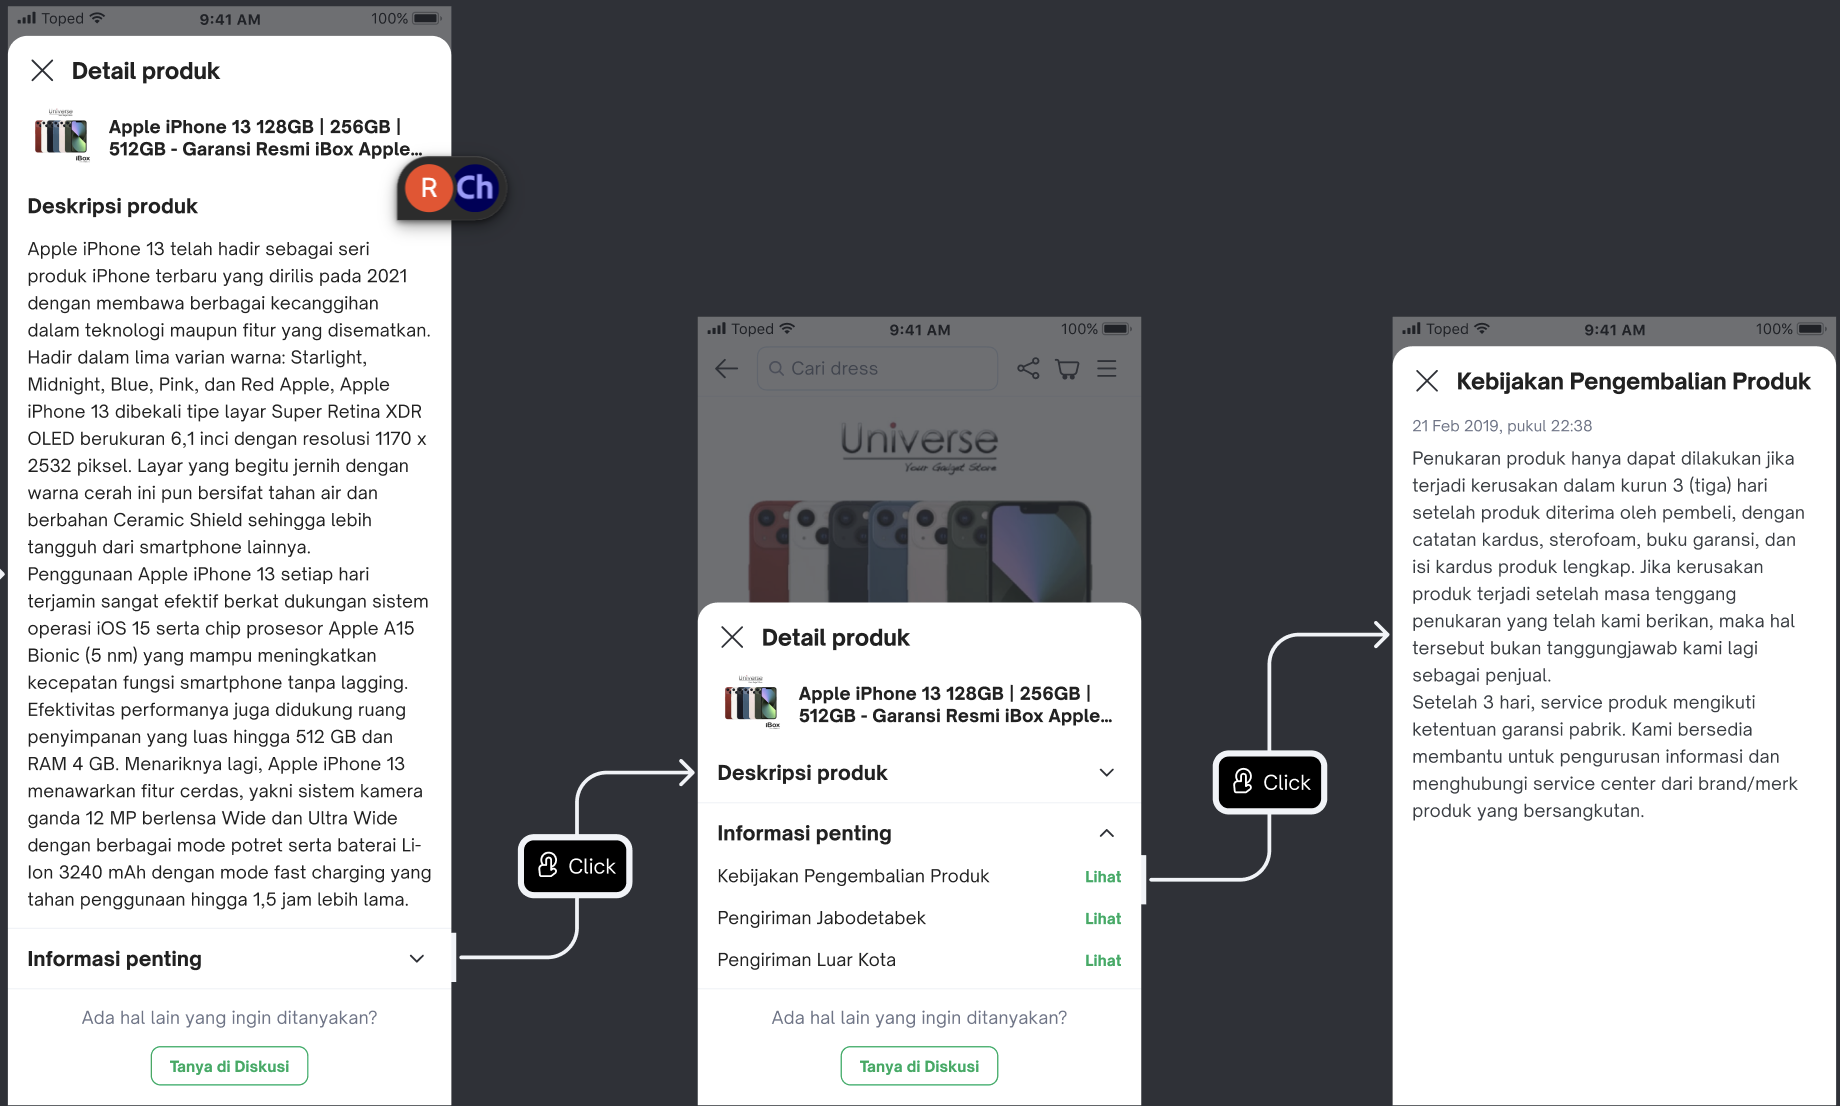 Toped 9:41 AM 100%
Detail produk
Universe
iBox
Apple iPhone 13 128GB | 256GB |
512GB - Garansi Resmi iBox Apple...
R Ch
Deskripsi produk
Apple iPhone 13 telah hadir sebagai seri
produk iPhone terbaru yang dirilis pada 2021
dengan membawa berbagai kecanggihan
dalam teknologi maupun fitur yang disematkan.
Hadir dalam lima varian warna: Starlight,
Midnight, Blue, Pink, dan Red Apple, Apple
iPhone 13 dibekali tipe layar Super Retina XDR
OLED berukuran 6,1 inci dengan resolusi 1170 x
2532 piksel. Layar yang begitu jernih dengan
warna cerah ini pun bersifat tahan air dan
berbahan Ceramic Shield sehingga lebih
tangguh dari smartphone lainnya.
Penggunaan Apple iPhone 13 setiap hari
terjamin sangat efektif berkat dukungan sistem
operasi iOS 15 serta chip prosesor Apple A15
Bionic (5 nm) yang mampu meningkatkan
kecepatan fungsi smartphone tanpa lagging.
Efektivitas performanya juga didukung ruang
penyimpanan yang luas hingga 512 GB dan
RAM 4 GB. Menariknya lagi, Apple iPhone 13
menawarkan fitur cerdas, yakni sistem kamera
ganda 12 MP berlensa Wide dan Ultra Wide
dengan berbagai mode potret serta baterai Li-
Ion 3240 mAh dengan mode fast charging yang
tahan penggunaan hingga 1,5 jam lebih lama.
Informasi penting
Ada hal lain yang ingin ditanyakan?
Tanya di Diskusi
Click
Toped 9:41 AM 100%
Cari dress
Universe
Your Gadget Store
Detail produk
Universe
iBox
Apple iPhone 13 128GB | 256GB |
512GB - Garansi Resmi iBox Apple...
Deskripsi produk
Informasi penting
Kebijakan Pengembalian Produk Lihat
Pengiriman Jabodetabek Lihat
Pengiriman Luar Kota Lihat
Ada hal lain yang ingin ditanyakan?
Tanya di Diskusi
Click
Toped 9:41 AM 100%
Kebijakan Pengembalian Produk
21 Feb 2019, pukul 22:38
Penukaran produk hanya dapat dilakukan jika
terjadi kerusakan dalam kurun 3 (tiga) hari
setelah produk diterima oleh pembeli, dengan
catatan kardus, sterofoam, buku garansi, dan
isi kardus produk lengkap. Jika kerusakan
produk terjadi setelah masa tenggang
penukaran yang telah kami berikan, maka hal
tersebut bukan tanggungjawab kami lagi
sebagai penjual.
Setelah 3 hari, service produk mengikuti
ketentuan garansi pabrik. Kami bersedia
membantu untuk pengurusan informasi dan
menghubungi service center dari brand/merk
produk yang bersangkutan.